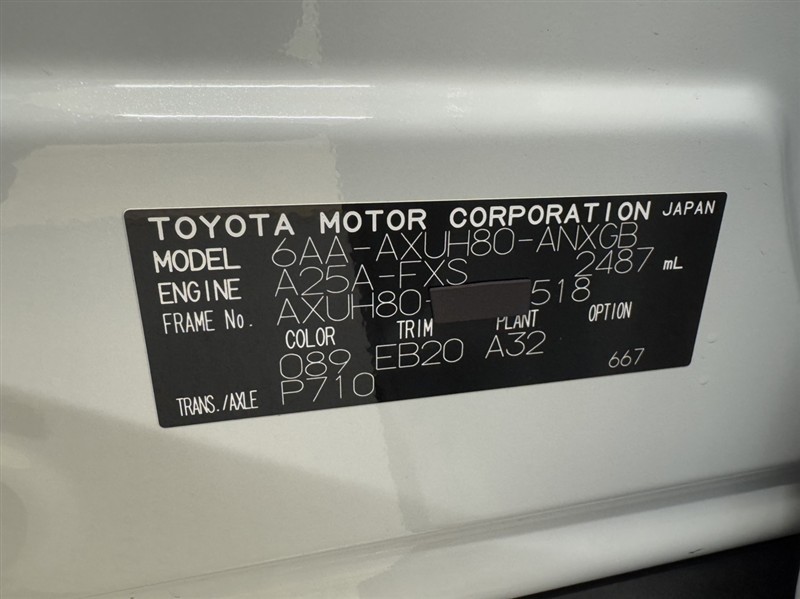 TOYOTA MOTOR CORPORATION JAPAN
MODEL 6AA-AXUH80-ANXGB
ENGINE A25A-FXS 2487 mL
FRAME No. AXUH80- 518
COLOR TRIM PLANT OPTION
089 EB20 A32 667
TRANS./AXLE P710